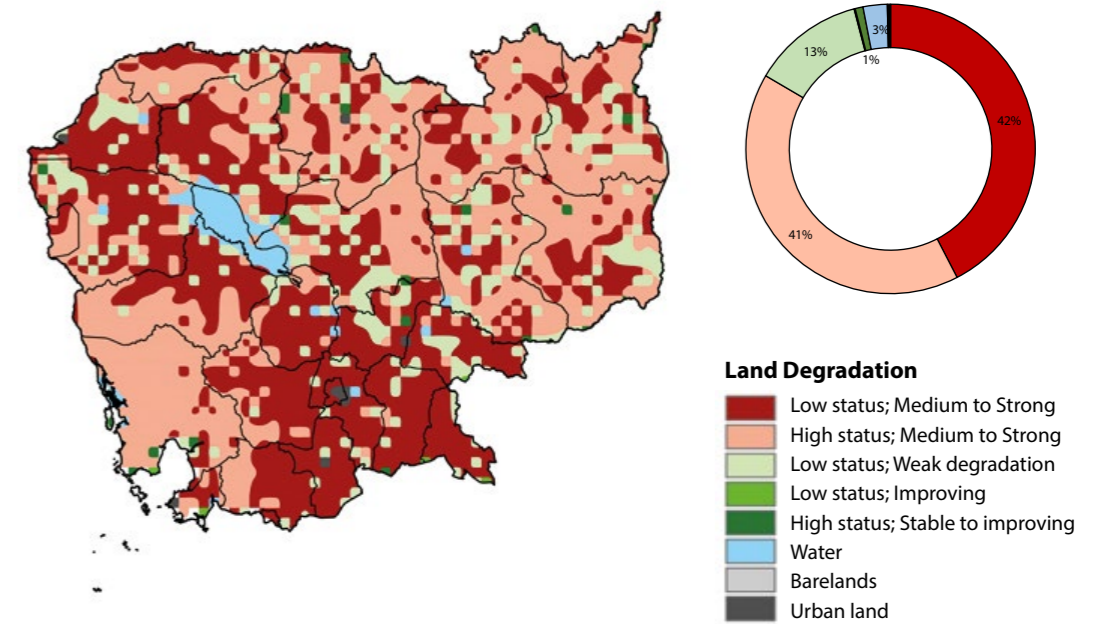 3%
13%
1%
42%
41%
Land Degradation
Low status; Medium to Strong
High status; Medium to Strong
Low status; Weak degradation
Low status; Improving
High status; Stable to improving
Water
Barelands
Urban land